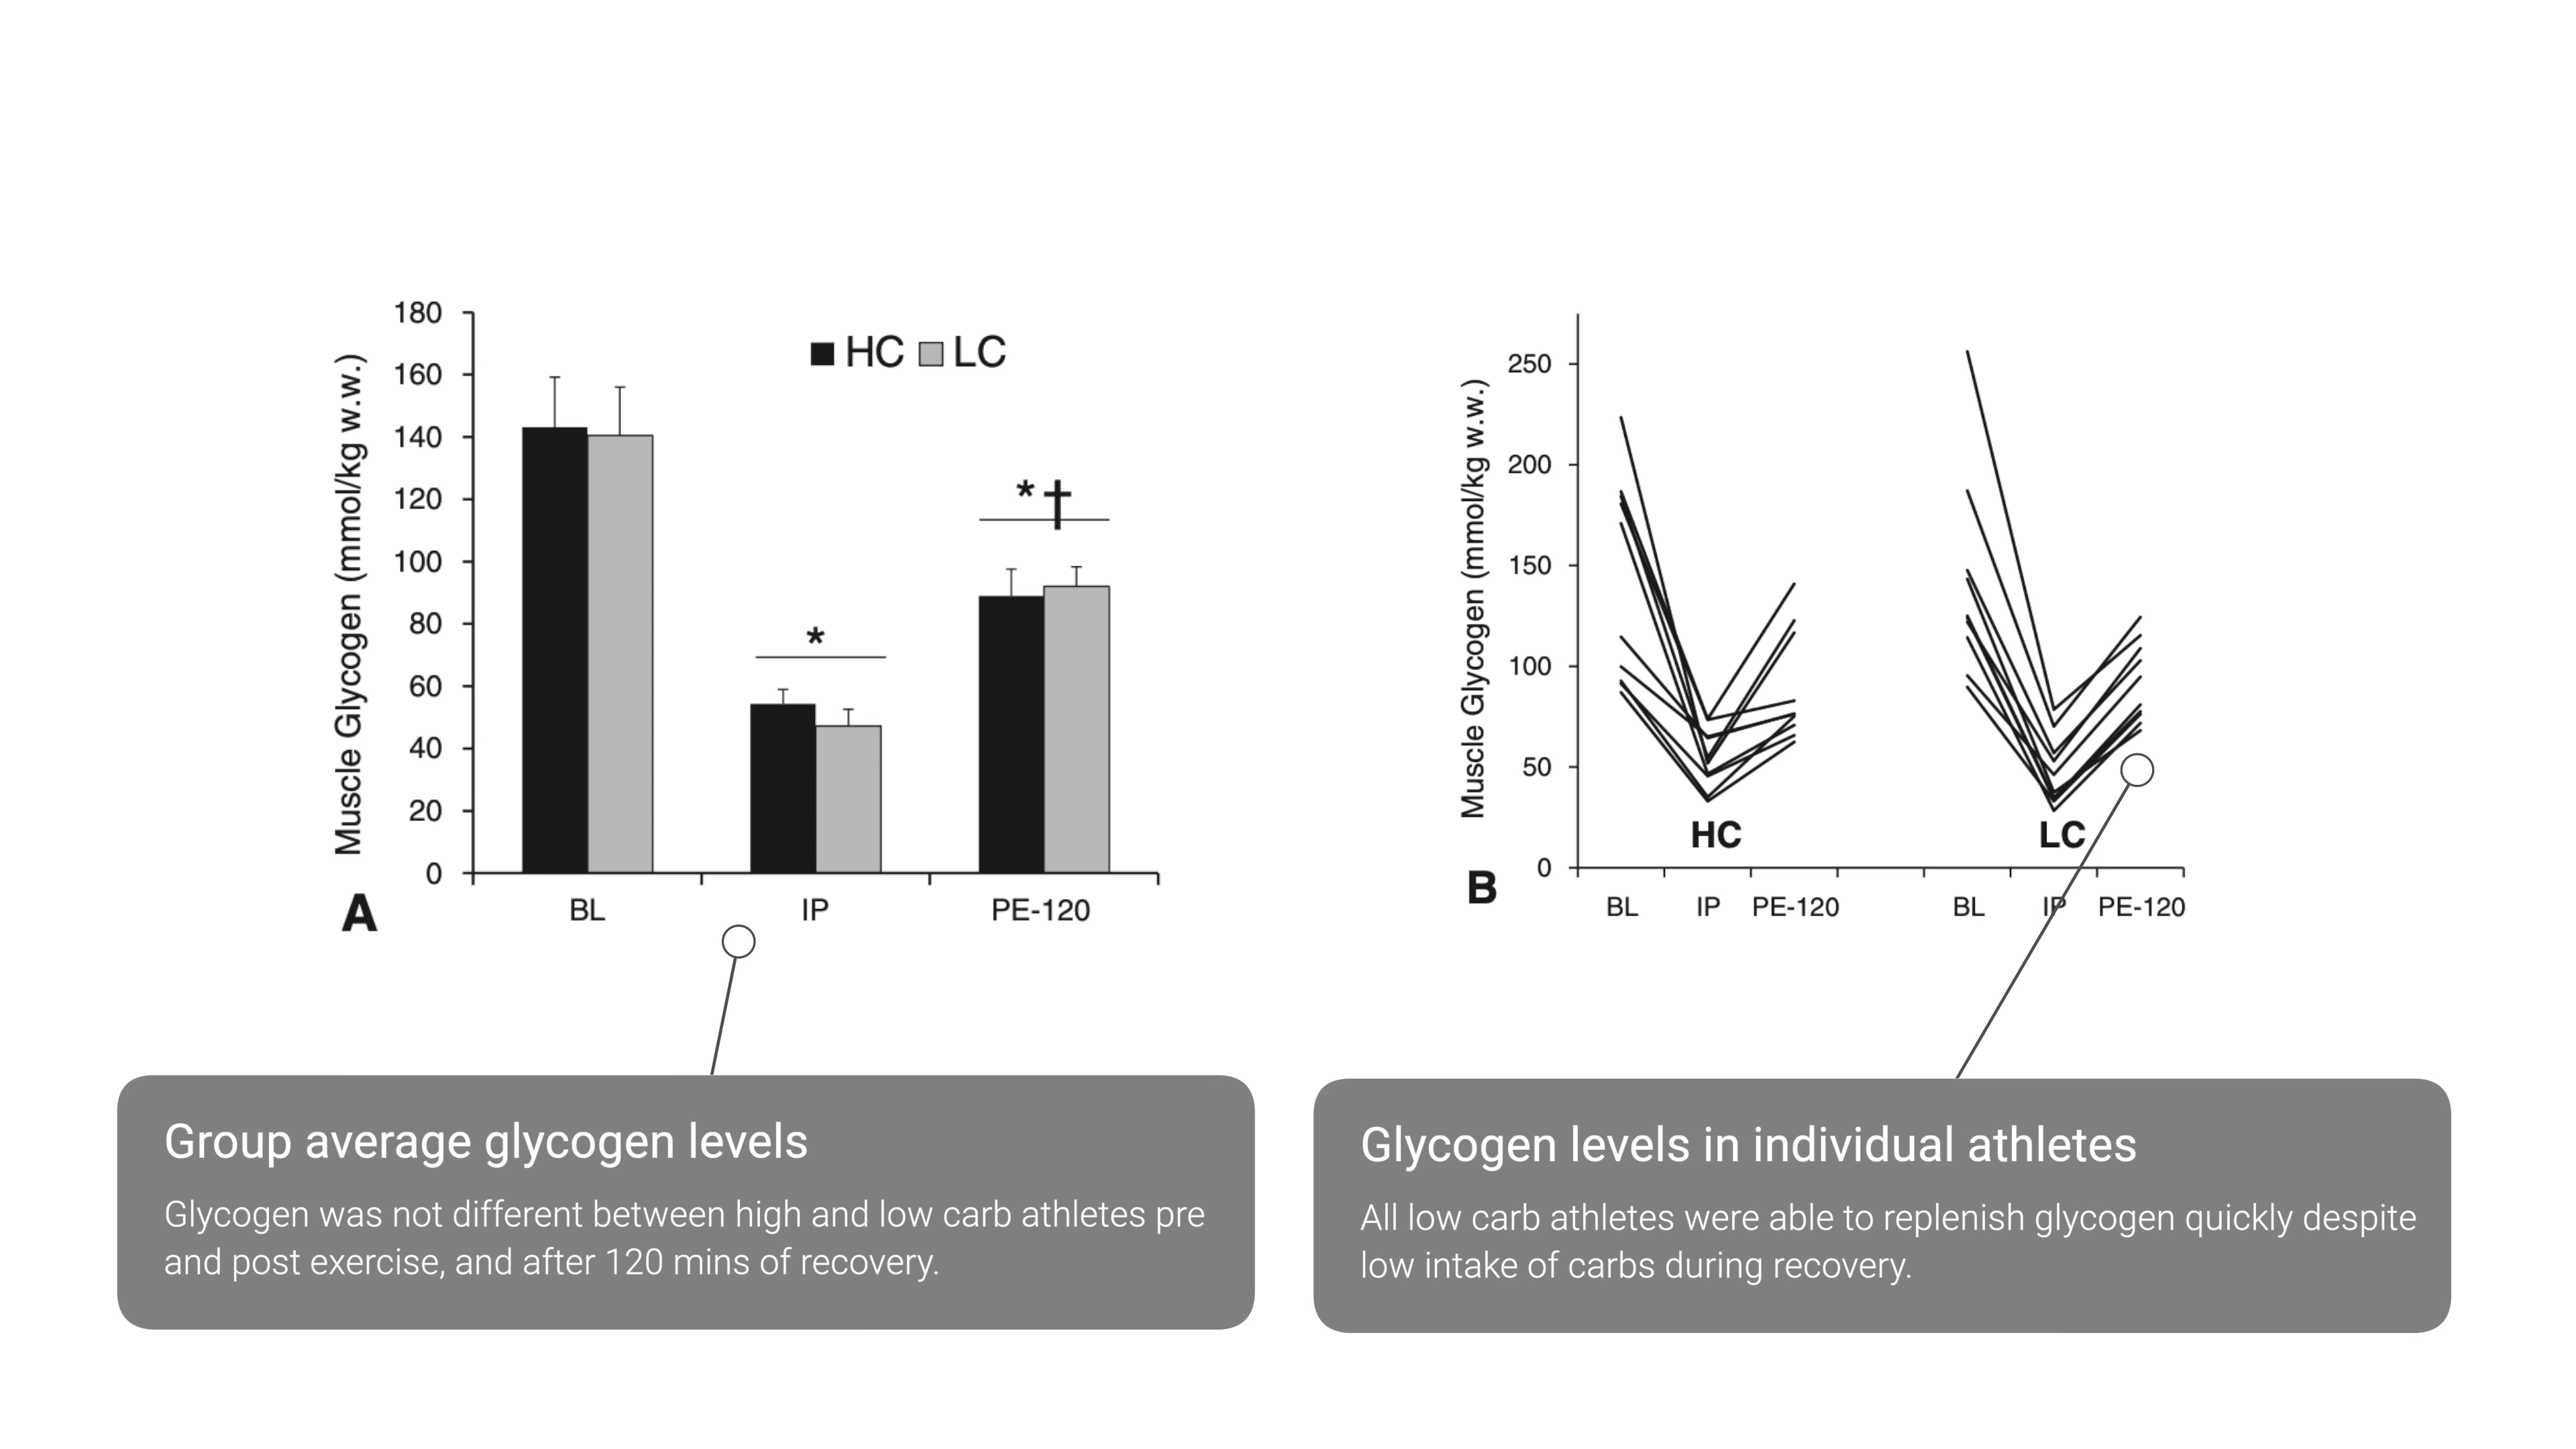 180
160
140
120
100
80
60
40
20
0
Muscle Glycogen (mmol/kg w.w.)
HC LC
*
*†
BL IP PE-120
A
250
200
150
100
50
0
Muscle Glycogen (mmol/kg w.w.)
HC LC
BL IP PE-120 BL IP PE-120
B
Group average glycogen levels
Glycogen was not different between high and low carb athletes pre
and post exercise, and after 120 mins of recovery.
Glycogen levels in individual athletes
All low carb athletes were able to replenish glycogen quickly despite
low intake of carbs during recovery.